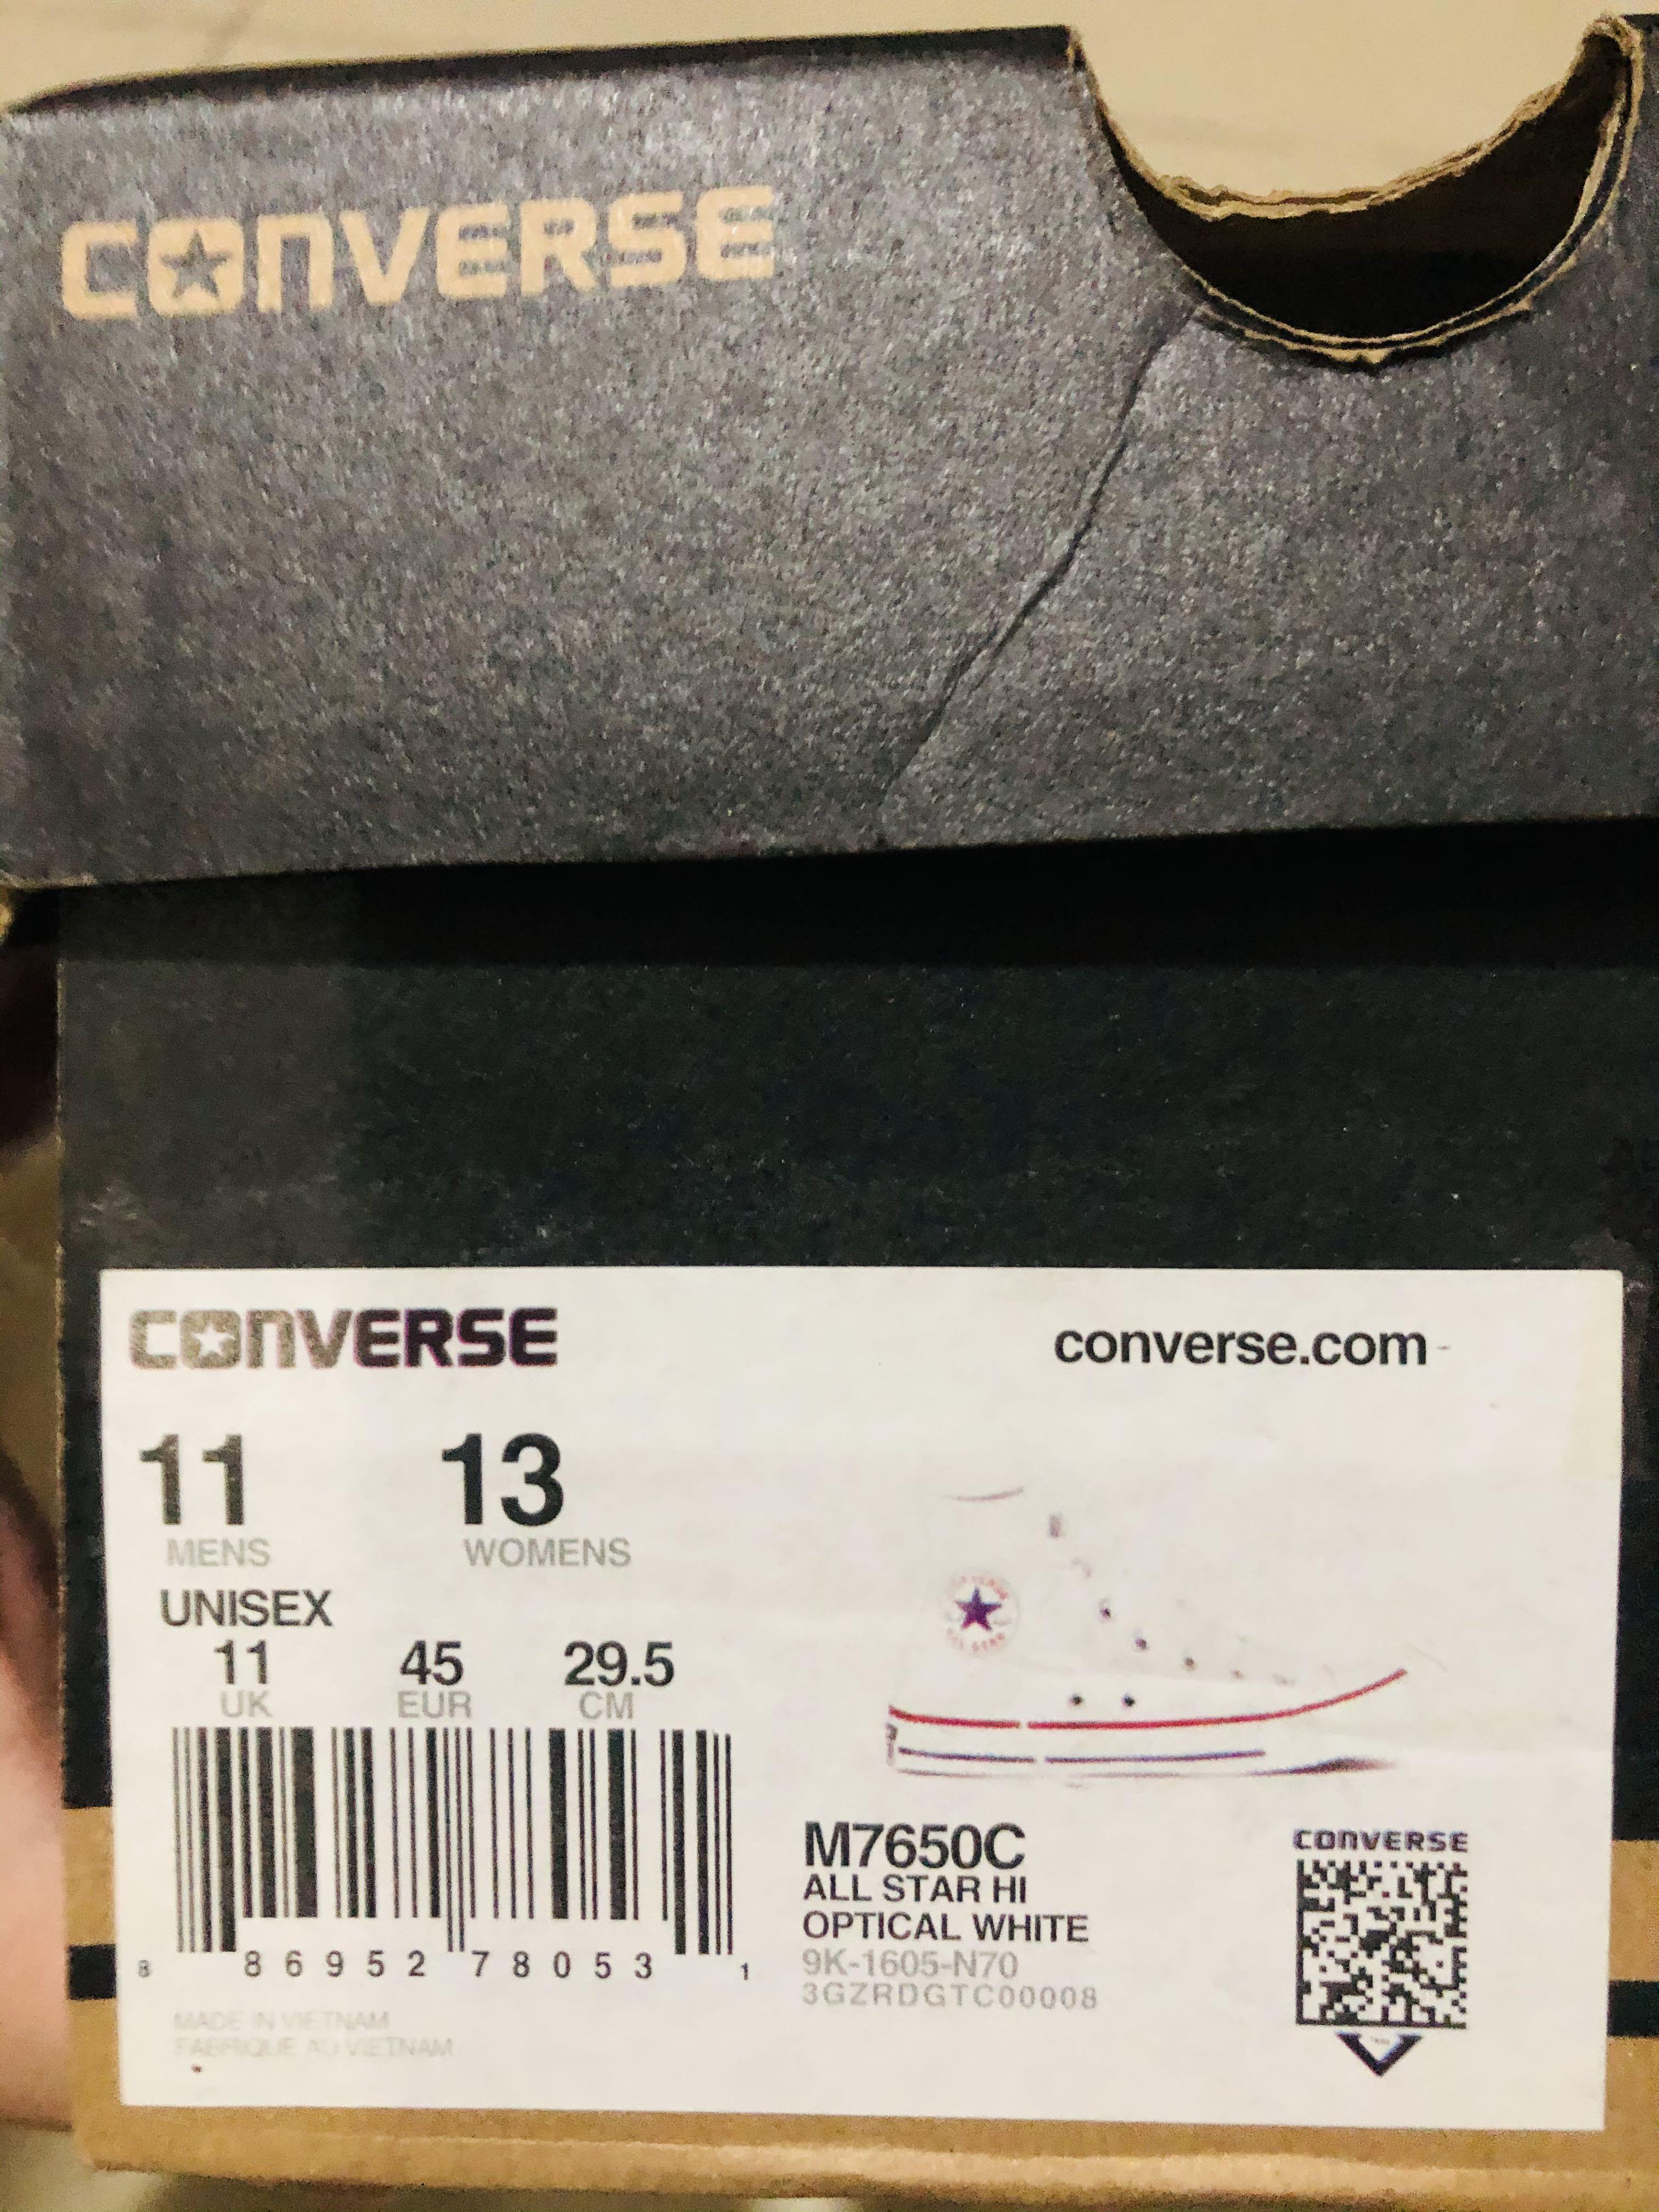 CONVERSE
CONVERSE
converse.com
11 13
MENS WOMENS
UNISEX
11 45 29.5
UK EUR CM
8 86952 78053 1
MADE IN VIETNAM
FABRIQUE AU VIETNAM
M7650C
ALL STAR HI
OPTICAL WHITE
9K-1605-N70
3GZRDGTC00008
CONVERSE